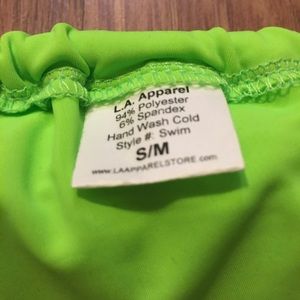 L.A. Apparel
94% Polyester
6% Spandex
Hand Wash Cold
Style #: Swim
S/M
www.LAAPPARELSTORE.com